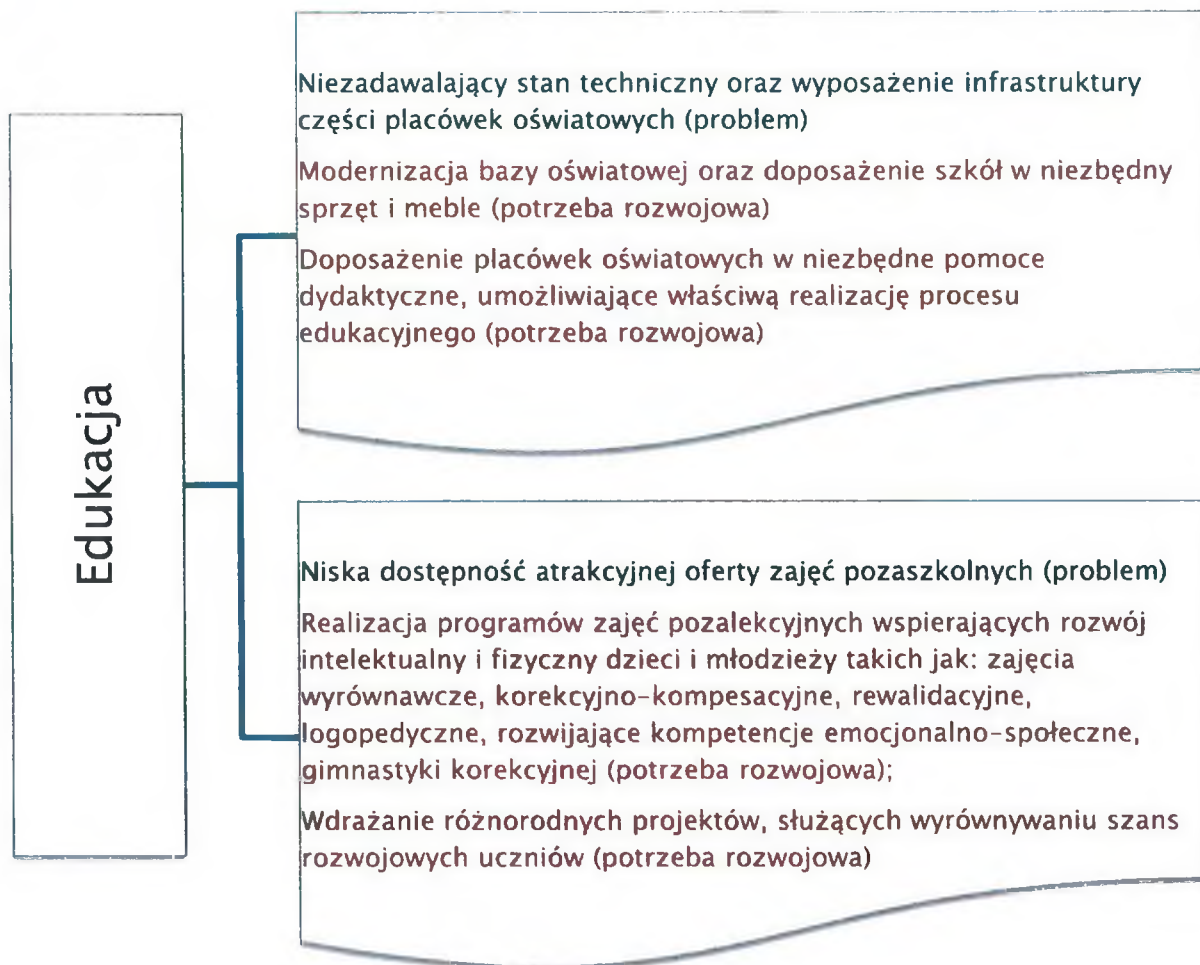 Edukacja
Niezadawalający stan techniczny oraz wyposażenie infrastruktury
części placówek oświatowych (problem)
Modernizacja bazy oświatowej oraz doposażenie szkół w niezbędny
sprzęt i meble (potrzeba rozwojowa)
Doposażenie placówek oświatowych w niezbędne pomoce
dydaktyczne, umożliwiające właściwą realizację procesu
edukacyjnego (potrzeba rozwojowa)
Niska dostępność atrakcyjnej oferty zajęć pozaszkolnych (problem)
Realizacja programów zajęć pozalekcyjnych wspierających rozwój
intelektualny i fizyczny dzieci i młodzieży takich jak: zajęcia
wyrównawcze, korekcyjno-kompesacyjne, rewalidacyjne,
logopedyczne, rozwijające kompetencje emocjonalno-społeczne,
gimnastyki korekcyjnej (potrzeba rozwojowa);
Wdrażanie różnorodnych projektów, służących wyrównywaniu szans
rozwojowych uczniów (potrzeba rozwojowa)